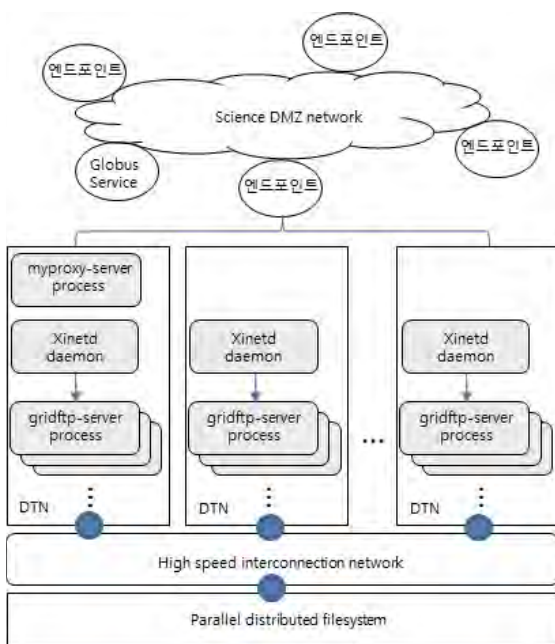 엔드포인트
엔드포인트
Science DMZ network
엔드포인트
Globus
Service
엔드포인트
myproxy-server
process
Xinetd
daemon
Xinetd
daemon
Xinetd
daemon
gridftp-server
process
gridftp-server
process
gridftp-server
process
...
DTN
DTN
DTN
High speed interconnection network
Parallel distributed filesystem